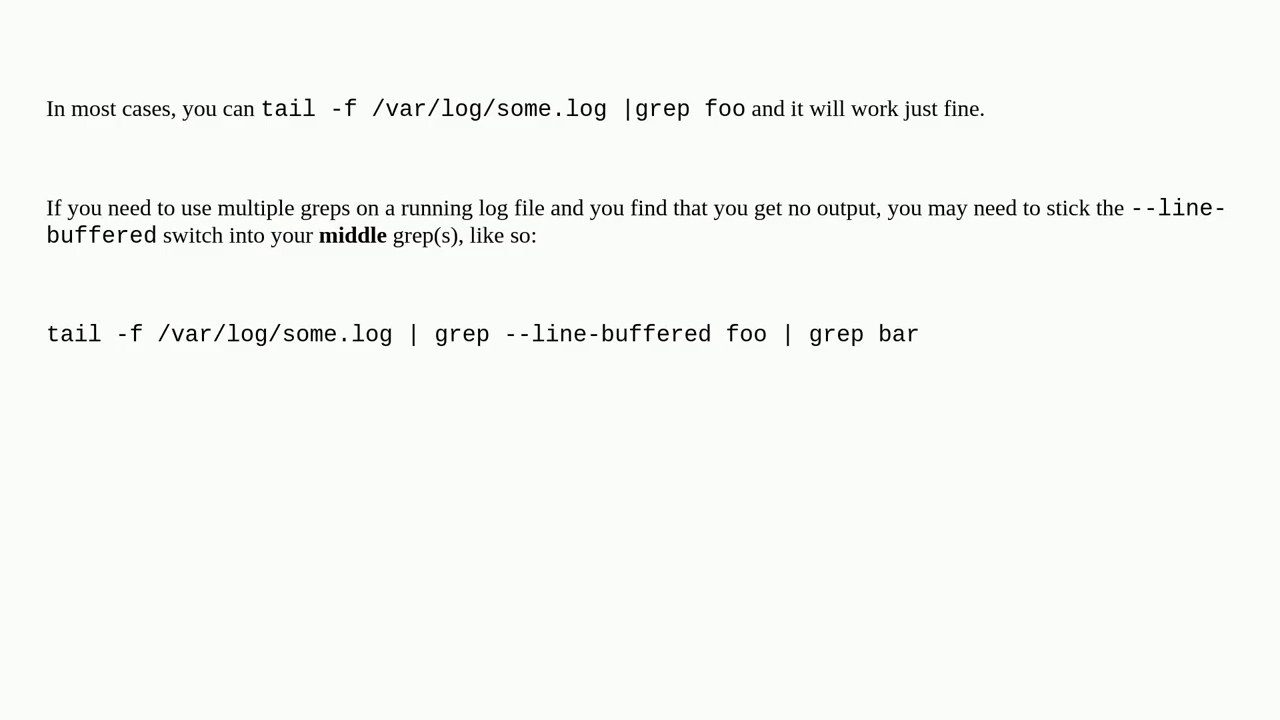 In most cases, you can tail -f /var/log/some.log |grep foo and it will work just fine.
If you need to use multiple greps on a running log file and you find that you get no output, you may need to stick the --line-
buffered switch into your middle grep(s), like so:
tail -f /var/log/some.log | grep --line-buffered foo | grep bar